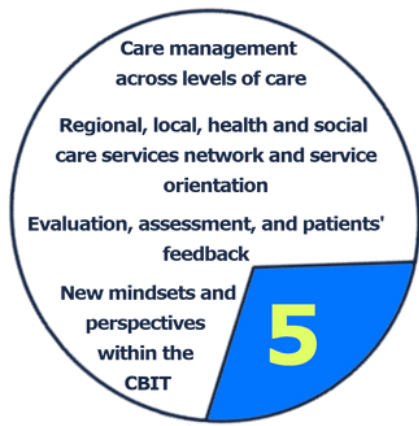 Care management
across levels of care
Regional, local, health and social
care services network and service
orientation
Evaluation, assessment, and patients'
feedback
New mindsets and
perspectives
within the
CBIT
5